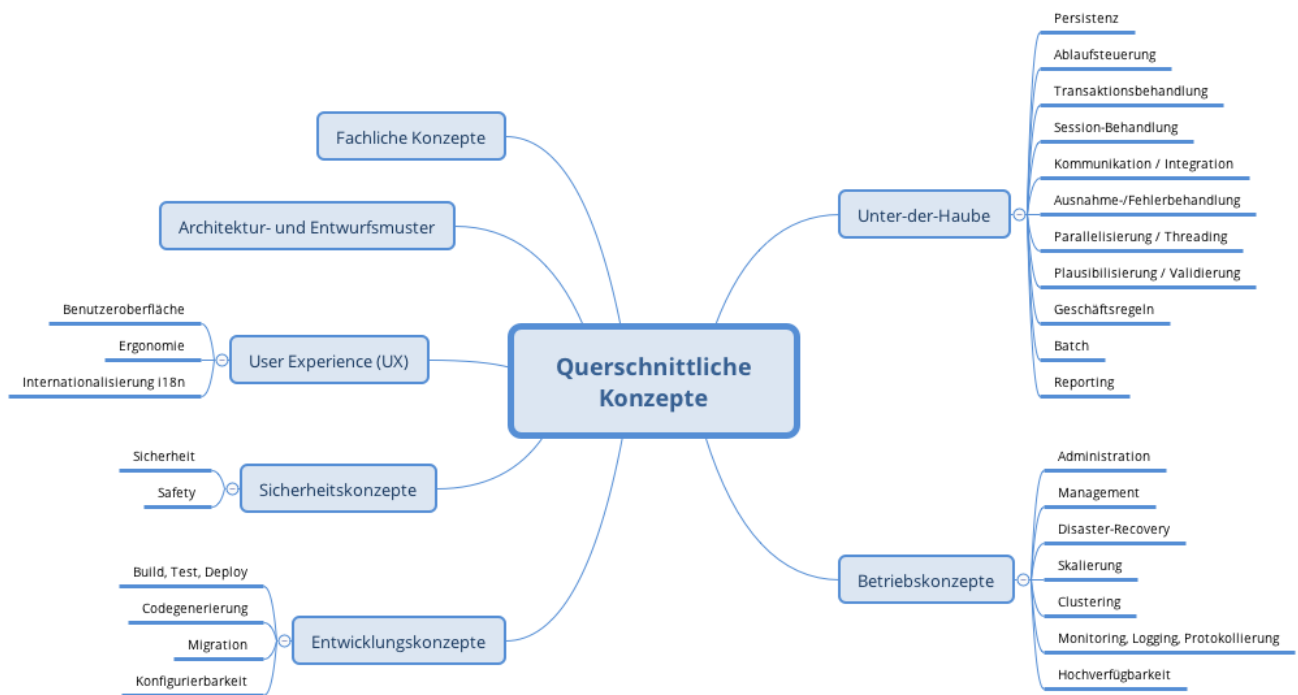 Querschnittliche
Konzepte
Fachliche Konzepte
Architektur- und Entwurfsmuster
User Experience (UX)
Benutzeroberfläche
Ergonomie
Internationalisierung i18n
Sicherheitskonzepte
Sicherheit
Safety
Entwicklungskonzepte
Build, Test, Deploy
Codegenerierung
Migration
Konfigurierbarkeit
Unter-der-Haube
Persistenz
Ablaufsteuerung
Transaktionsbehandlung
Session-Behandlung
Kommunikation / Integration
Ausnahme-/Fehlerbehandlung
Parallelisierung / Threading
Plausibilisierung / Validierung
Geschäftsregeln
Batch
Reporting
Betriebskonzepte
Administration
Management
Disaster-Recovery
Skalierung
Clustering
Monitoring, Logging, Protokollierung
Hochverfügbarkeit